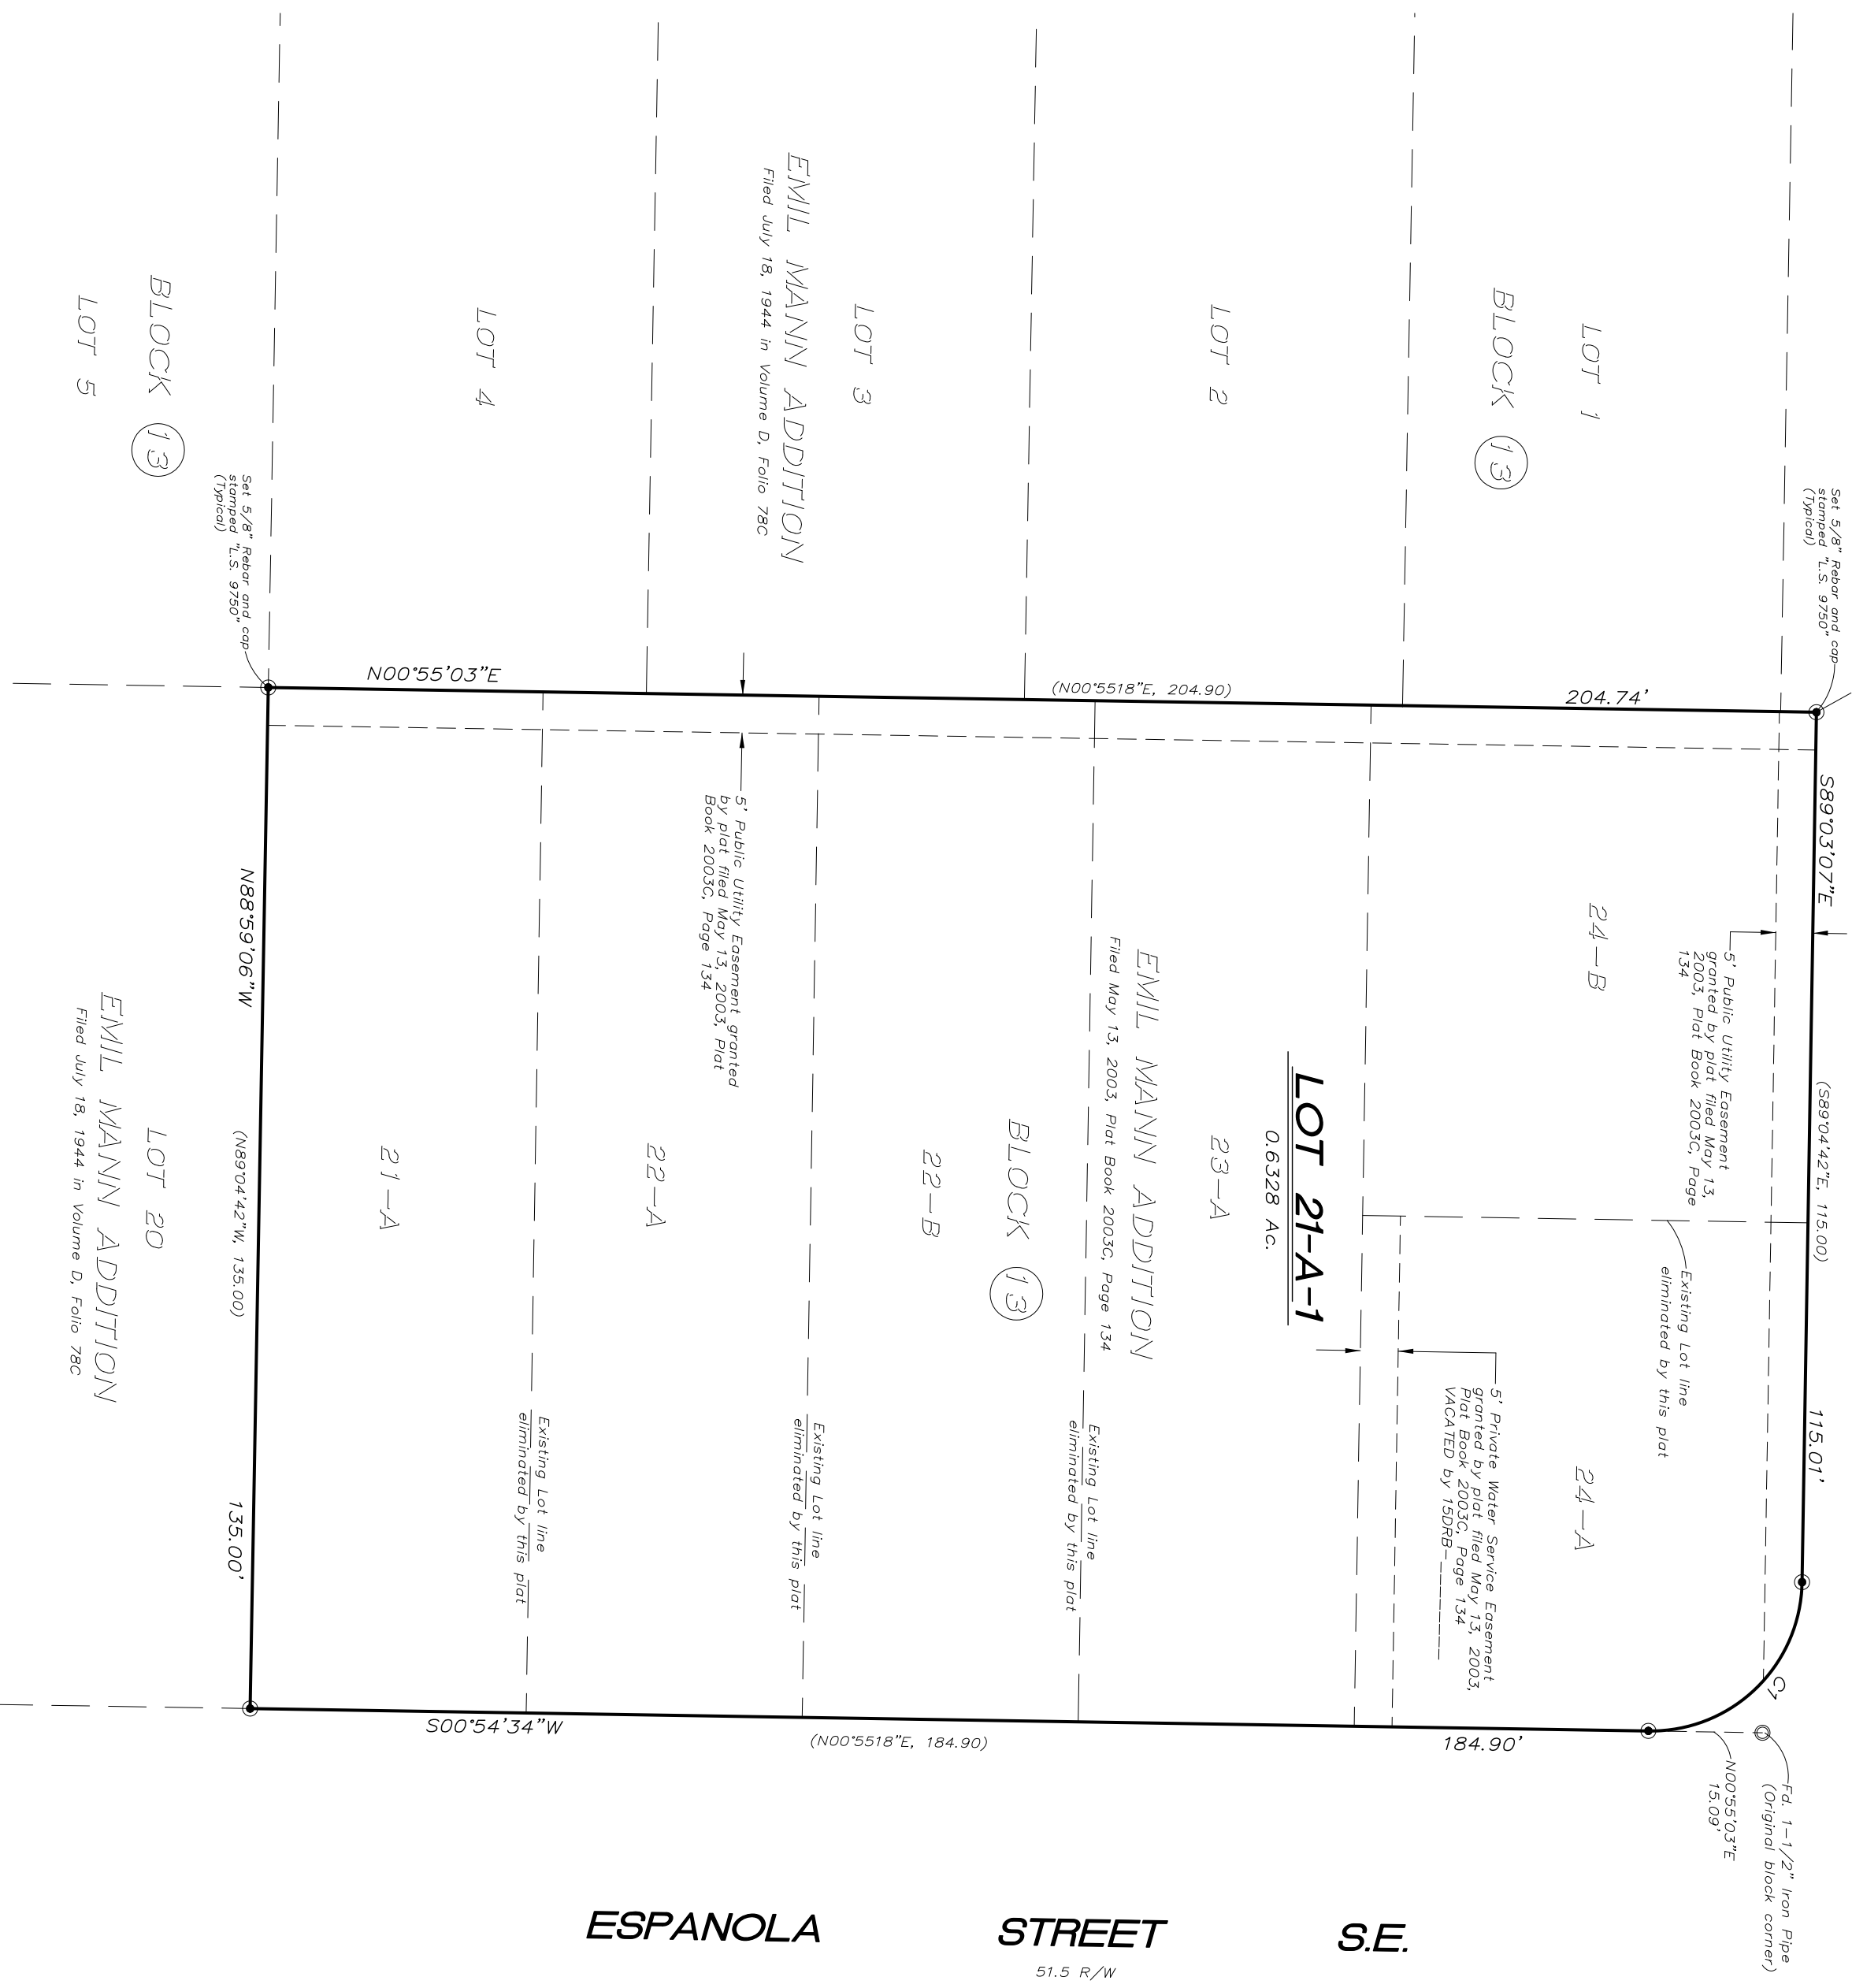 LOT 1
BLOCK 13
LOT 2
LOT 3
EMIL MANN ADDITION
Filed July 18, 1944 in Volume D, Folio 78C
LOT 4
BLOCK 13
LOT 5
Set 5/8" Rebar and cap
stamped "L.S. 9750"
(Typical)
Set 5/8" Rebar and cap
stamped "L.S. 9750"
(Typical)
N00°55'03"E
(N00°5518"E, 204.90)
204.74'
S89°03'07"E
(S89°04'42"E, 115.00)
115.01'
5' Public Utility Easement
granted by plat filed May 13,
2003, Plat Book 2003C, Page
134
24-B
Existing Lot line
eliminated by this plat
24-A
5' Private Water Service Easement
granted by plat filed May 13, 2003,
Plat Book 2003C, Page 134
VACATED by 15DRB-
LOT 21-A-1
0.6328 Ac.
23-A
EMIL MANN ADDITION
Filed May 13, 2003, Plat Book 2003C, Page 134
Existing Lot line
eliminated by this plat
BLOCK 13
22-B
Existing Lot line
eliminated by this plat
5' Public Utility Easement granted
by plat filed May 13, 2003, Plat
Book 2003C, Page 134
22-A
Existing Lot line
eliminated by this plat
21-A
N88°59'06"W
(N89°04'42"W, 135.00)
135.00'
LOT 20
EMIL MANN ADDITION
Filed July 18, 1944 in Volume D, Folio 78C
C1
Fd. 1-1/2" Iron Pipe
(Original block corner)
N00°55'03"E
15.09'
S00°54'34"W
(N00°5518"E, 184.90)
184.90'
ESPANOLA STREET S.E.
51.5 R/W